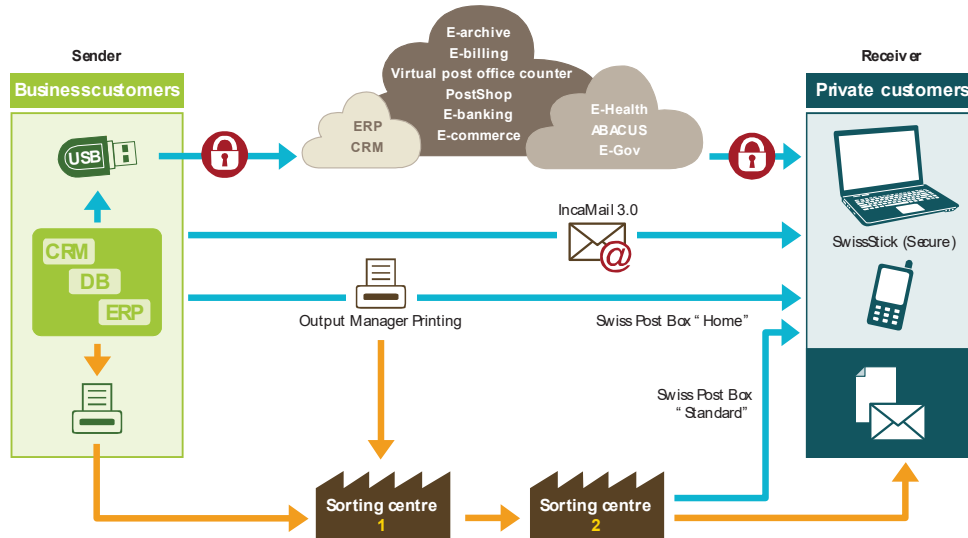 Sender
Businesscustomers
USB
CRM
DB
ERP
ERP
CRM
E-archive
E-billing
Virtual post office counter
PostShop
E-banking
E-commerce
E-Health
ABACUS
E-Gov
IncaMail 3.0
@
Output Manager Printing
Swiss Post Box “Home”
Swiss Post Box
“Standard”
Sorting centre
1
Sorting centre
2
Receiver
Private customers
SwissStick (Secure)